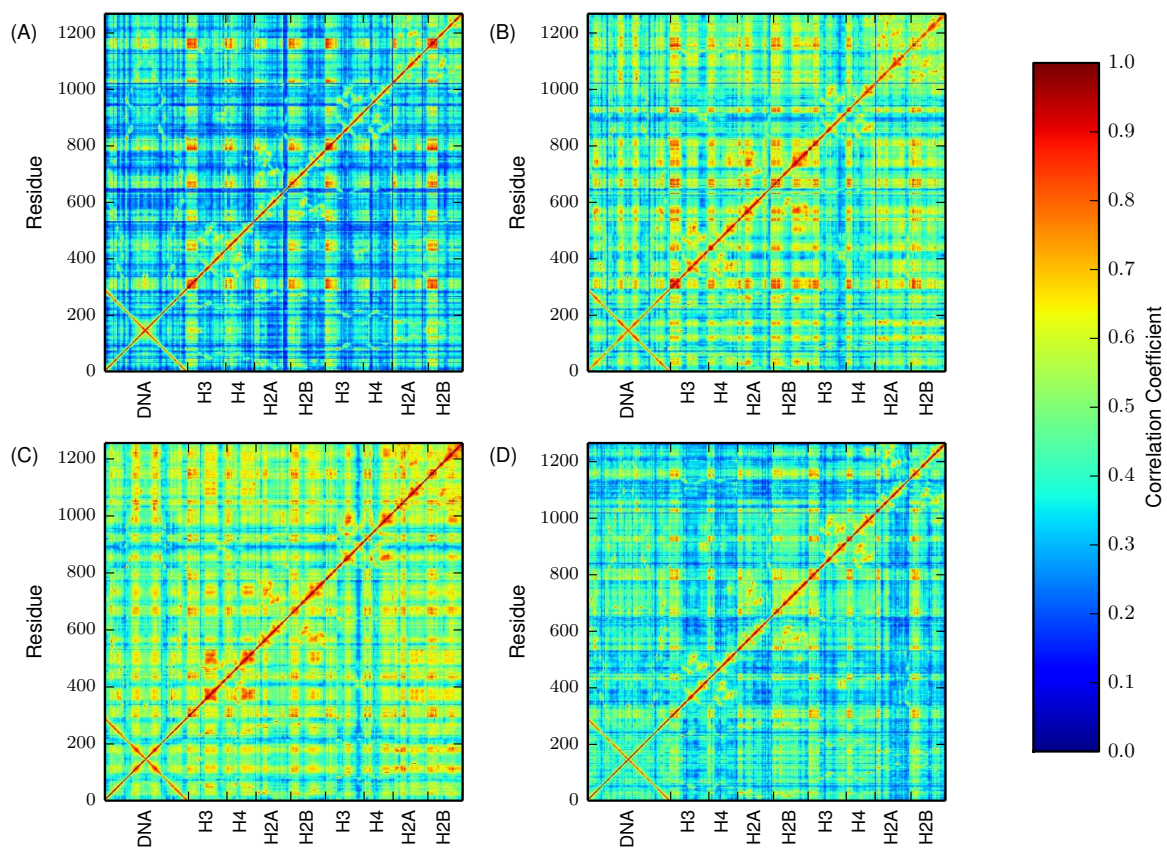 (A)
Residue
1200
1000
800
600
400
200
0
DNA
H3
H4
H2A
H2B
H3
H4
H2A
H2B
(B)
1200
1000
800
600
400
200
0
DNA
H3
H4
H2A
H2B
H3
H4
H2A
H2B
(C)
Residue
1200
1000
800
600
400
200
0
DNA
H3
H4
H2A
H2B
H3
H4
H2A
H2B
(D)
1200
1000
800
600
400
200
0
DNA
H3
H4
H2A
H2B
H3
H4
H2A
H2B
1.0
0.9
0.8
0.7
0.6
0.5
0.4
0.3
0.2
0.1
0.0
Correlation Coefficient